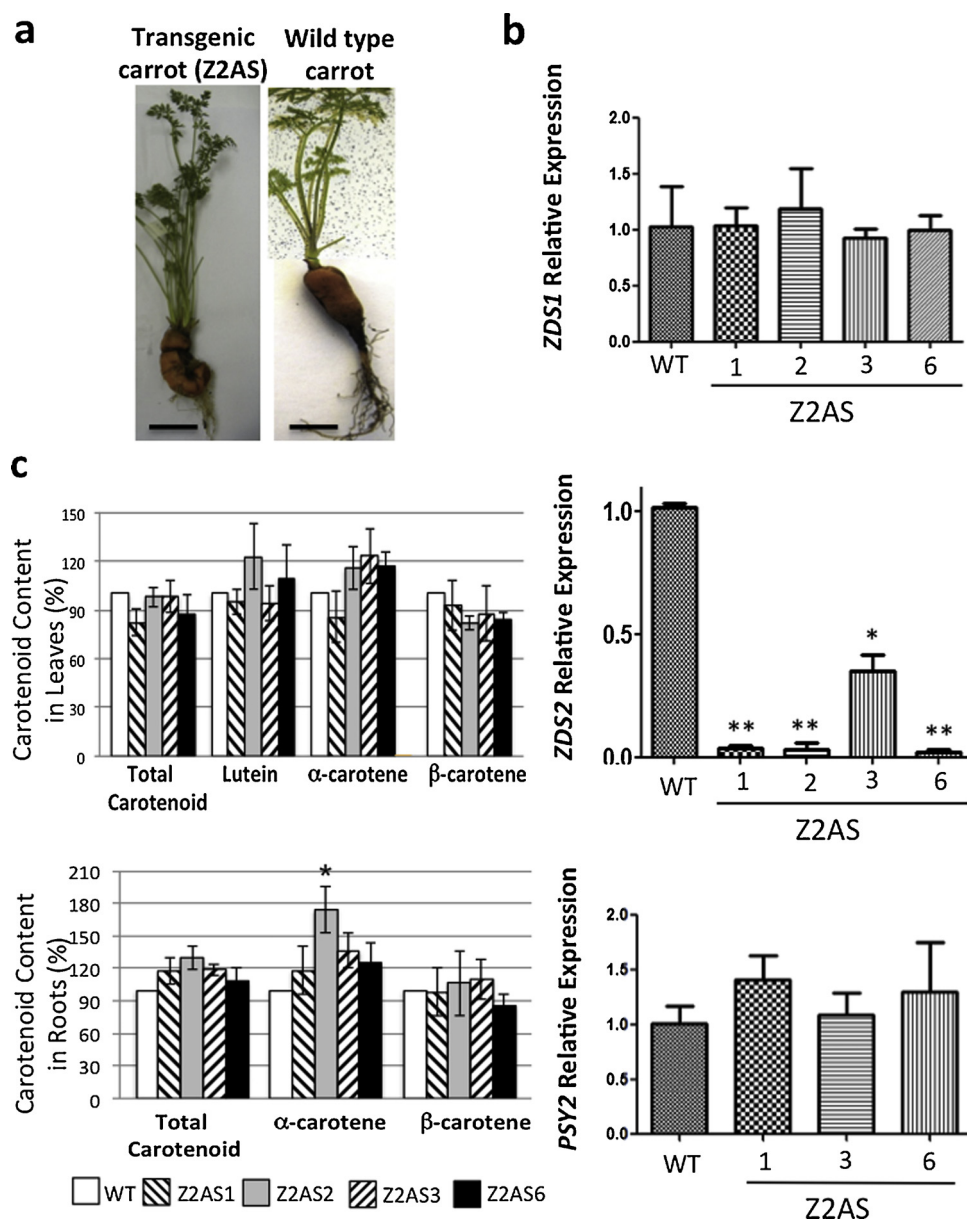 a
Transgenic
carrot (Z2AS)
Wild type
carrot
b
ZDS1 Relative Expression
2.0
1.5
1.0
0.5
0.0
WT
1
2
3
6
Z2AS
c
Carotenoid Content
in Leaves (%)
150
120
90
60
30
0
Total
Carotenoid
Lutein
α-carotene
β-carotene
ZDS2 Relative Expression
1.0
0.5
0.0
**
**
*
**
WT
1
2
3
6
Z2AS
Carotenoid Content
in Roots (%)
210
180
150
120
90
60
30
0
*
Total
Carotenoid
α-carotene
β-carotene
WT
Z2AS1
Z2AS2
Z2AS3
Z2AS6
PSY2 Relative Expression
2.0
1.5
1.0
0.5
0.0
WT
1
3
6
Z2AS